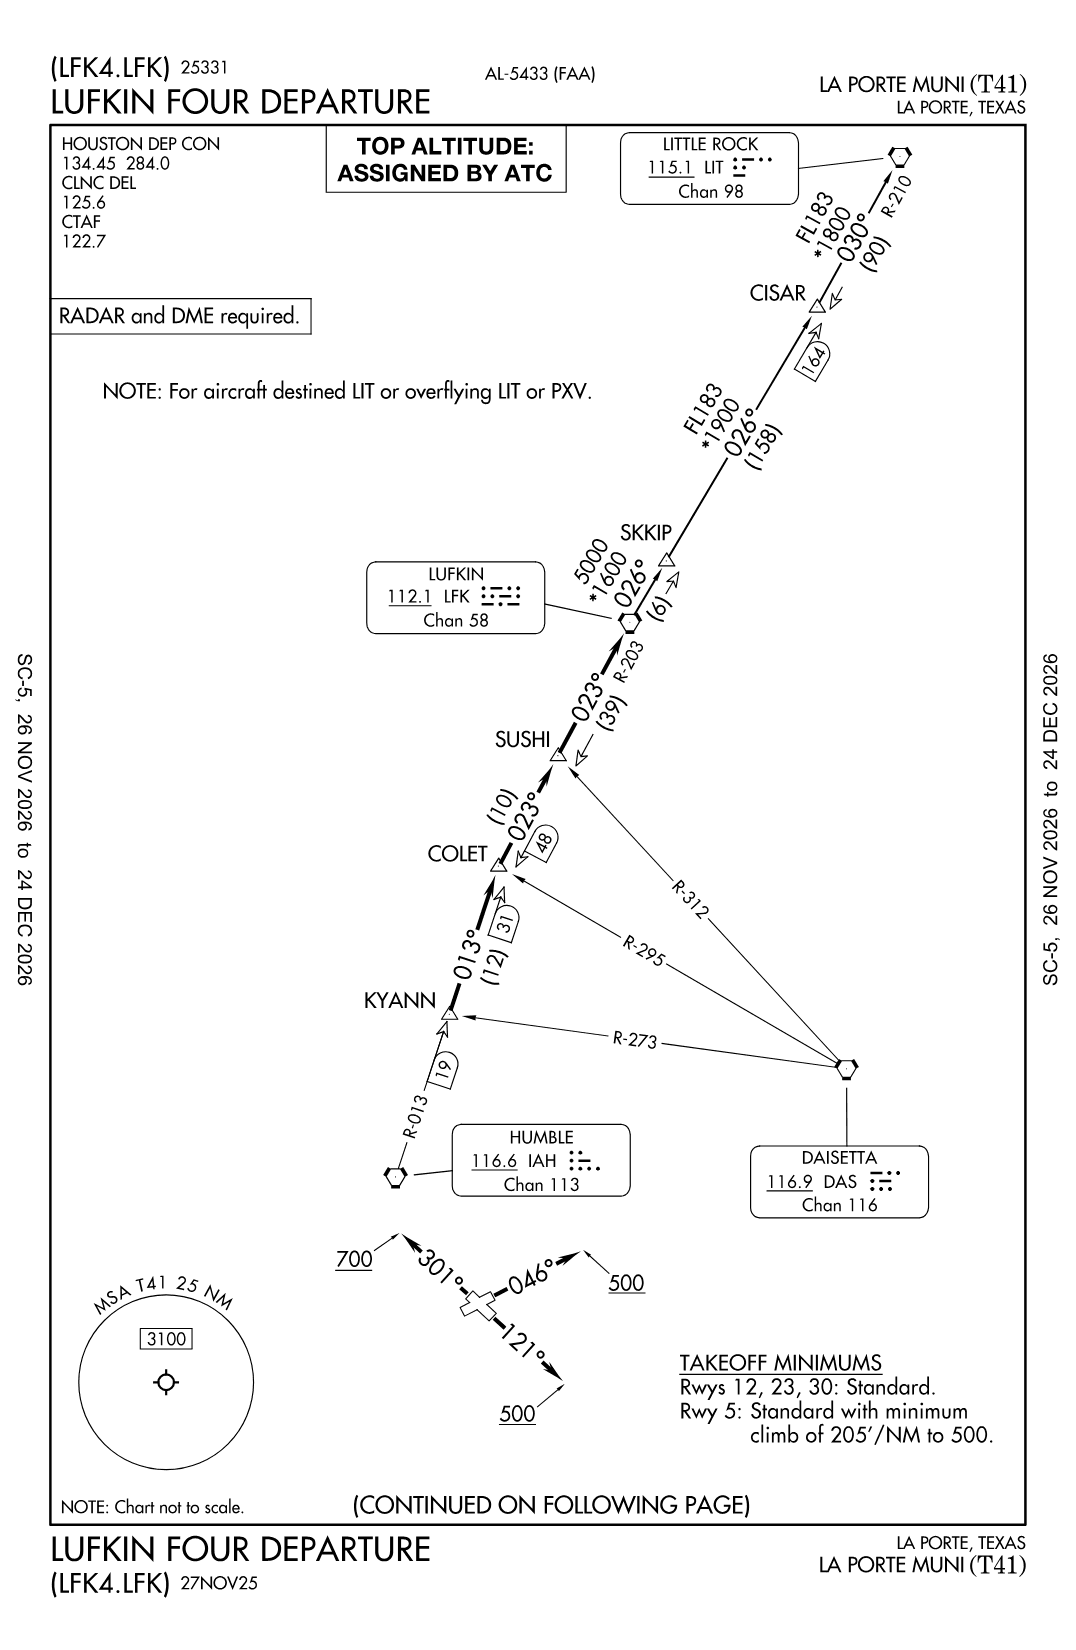 (LFK4.LFK) 25331
LUFKIN FOUR DEPARTURE
AL-5433 (FAA)
LA PORTE MUNI (T41)
LA PORTE, TEXAS
HOUSTON DEP CON
134.45 284.0
CLNC DEL
125.6
CTAF
122.7
TOP ALTITUDE:
ASSIGNED BY ATC
LITTLE ROCK
115.1 LIT
Chan 98
R-210
FL183
*1800
030°
(90)
CISAR
RADAR and DME required.
164
NOTE: For aircraft destined LIT or overflying LIT or PXV.
FL183
*1900
026°
(158)
SKKIP
5000
*1600
026°
(6)
LUFKIN
112.1 LFK
Chan 58
R-203
023°
(39)
SUSHI
(10)
023°
48
COLET
R-312
31
R-295
013°
(12)
KYANN
R-273
19
R-013
HUMBLE
116.6 IAH
Chan 113
DAISETTA
116.9 DAS
Chan 116
700
301°
046°
500
121°
500
MSA T41 25 NM
3100
TAKEOFF MINIMUMS
Rwys 12, 23, 30: Standard.
Rwy 5: Standard with minimum
climb of 205'/NM to 500.
NOTE: Chart not to scale.
(CONTINUED ON FOLLOWING PAGE)
LUFKIN FOUR DEPARTURE
(LFK4.LFK) 27NOV25
LA PORTE, TEXAS
LA PORTE MUNI (T41)
SC-5, 26 NOV 2026 to 24 DEC 2026
SC-5, 26 NOV 2026 to 24 DEC 2026